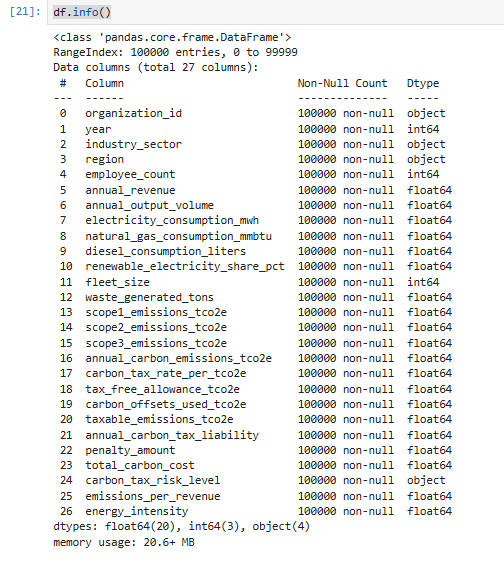 [21]: df.info()
<class 'pandas.core.frame.DataFrame'>
RangeIndex: 100000 entries, 0 to 99999
Data columns (total 27 columns):
 #   Column                           Non-Null Count   Dtype
---  ------                           --------------   -----
 0   organization_id                  100000 non-null  object
 1   year                             100000 non-null  int64
 2   industry_sector                  100000 non-null  object
 3   region                           100000 non-null  object
 4   employee_count                   100000 non-null  int64
 5   annual_revenue                   100000 non-null  float64
 6   annual_output_volume             100000 non-null  float64
 7   electricity_consumption_mwh      100000 non-null  float64
 8   natural_gas_consumption_mmbtu    100000 non-null  float64
 9   diesel_consumption_liters        100000 non-null  float64
 10  renewable_electricity_share_pct  100000 non-null  float64
 11  fleet_size                       100000 non-null  int64
 12  waste_generated_tons             100000 non-null  float64
 13  scope1_emissions_tco2e           100000 non-null  float64
 14  scope2_emissions_tco2e           100000 non-null  float64
 15  scope3_emissions_tco2e           100000 non-null  float64
 16  annual_carbon_emissions_tco2e    100000 non-null  float64
 17  carbon_tax_rate_per_tco2e        100000 non-null  float64
 18  tax_free_allowance_tco2e         100000 non-null  float64
 19  carbon_offsets_used_tco2e        100000 non-null  float64
 20  taxable_emissions_tco2e          100000 non-null  float64
 21  annual_carbon_tax_liability      100000 non-null  float64
 22  penalty_amount                   100000 non-null  float64
 23  total_carbon_cost                100000 non-null  float64
 24  carbon_tax_risk_level            100000 non-null  object
 25  emissions_per_revenue            100000 non-null  float64
 26  energy_intensity                 100000 non-null  float64
dtypes: float64(20), int64(3), object(4)
memory usage: 20.6+ MB